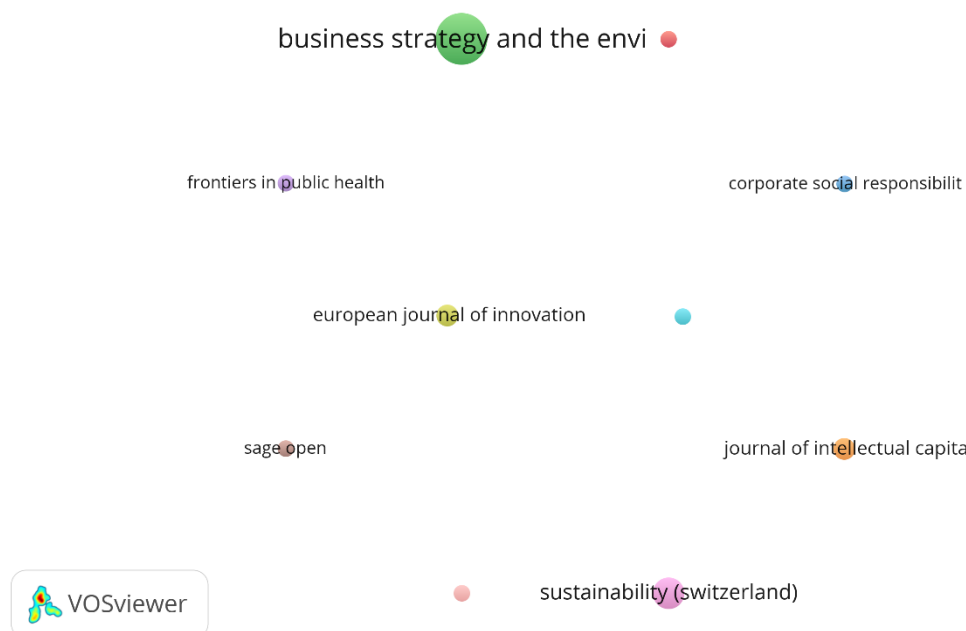 business strategy and the envi
frontiers in public health
corporate social responsibilit
european journal of innovation
sage open
journal of intellectual capita
sustainability (switzerland)
VOSviewer